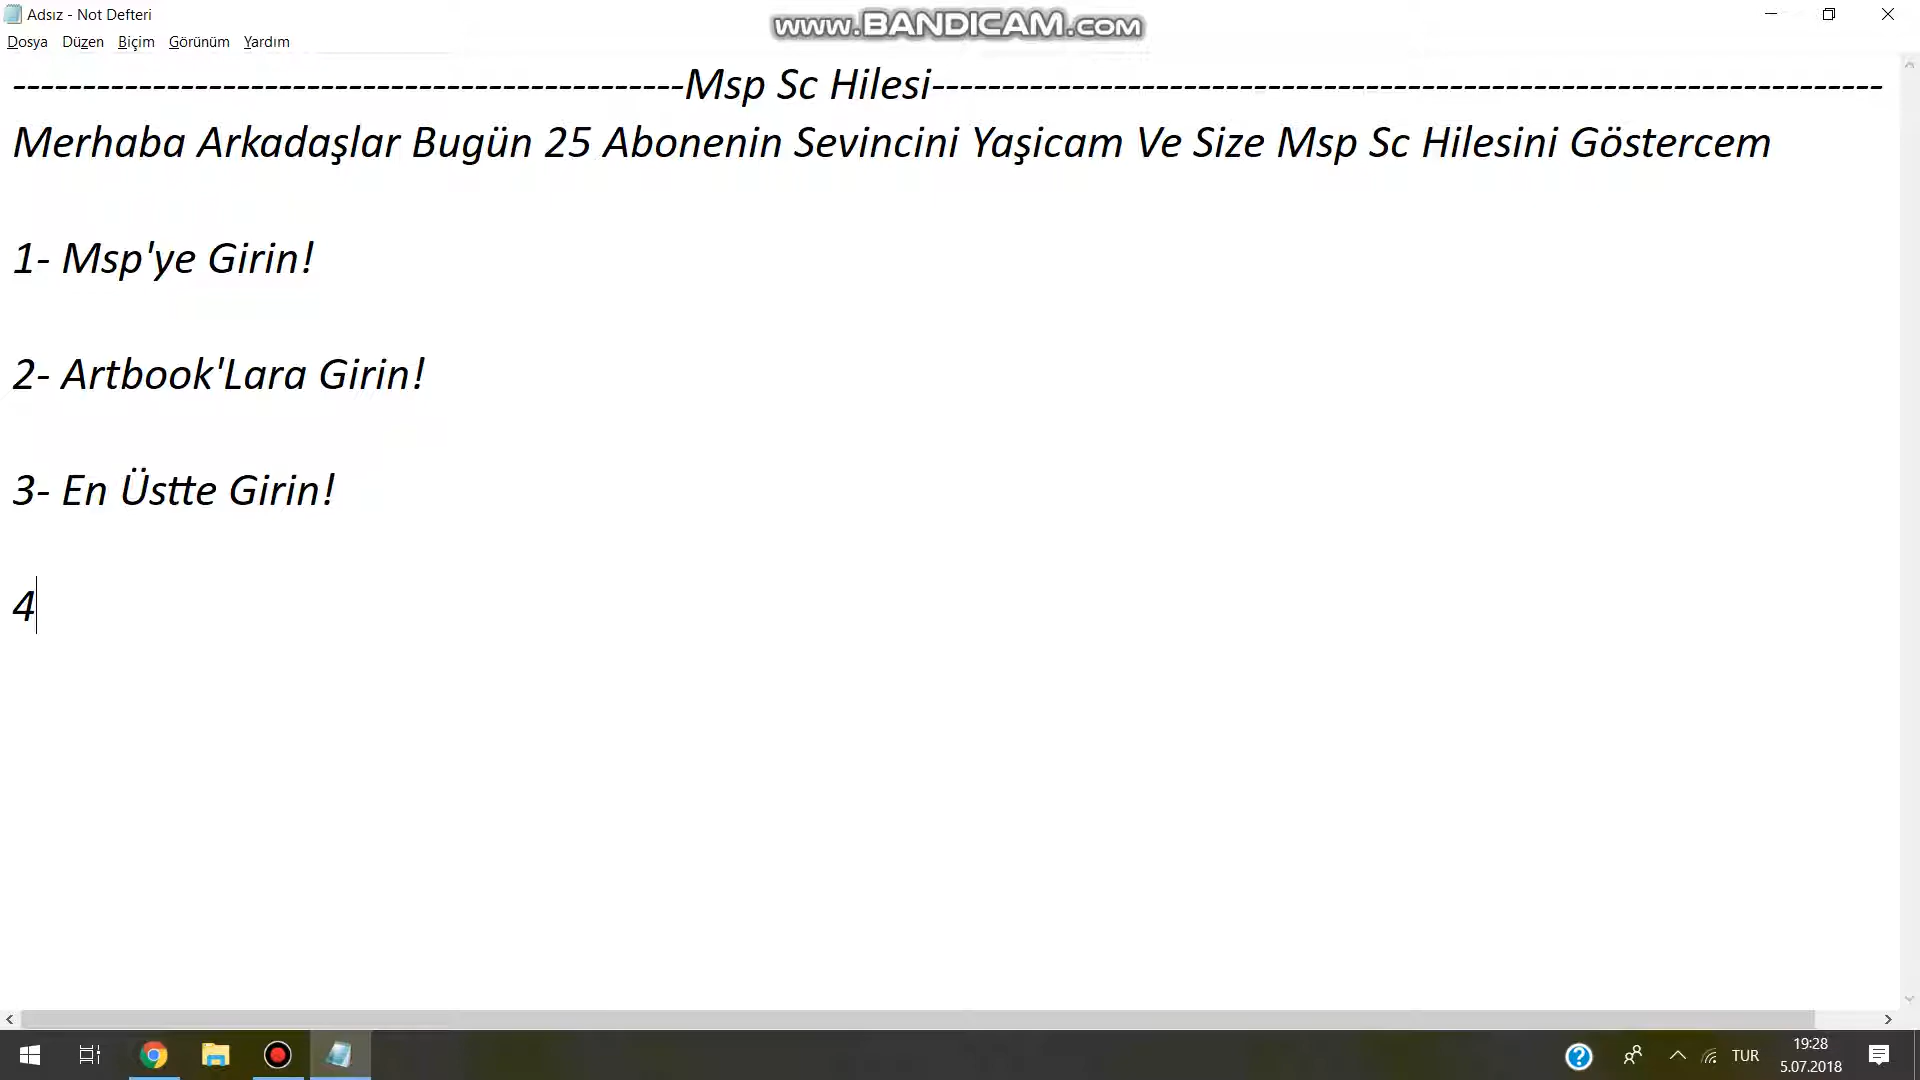 Adsız - Not Defteri
www.BANDICAM.com
Dosya Düzen Biçim Görünüm Yardım
------------------------------------------------Msp Sc Hilesi--------------------------------------------------------------------
Merhaba Arkadaşlar Bugün 25 Abonenin Sevincini Yaşicam Ve Size Msp Sc Hilesini Göstercem
1- Msp'ye Girin!
2- Artbook'Lara Girin!
3- En Üstte Girin!
4
TUR
19:28
5.07.2018